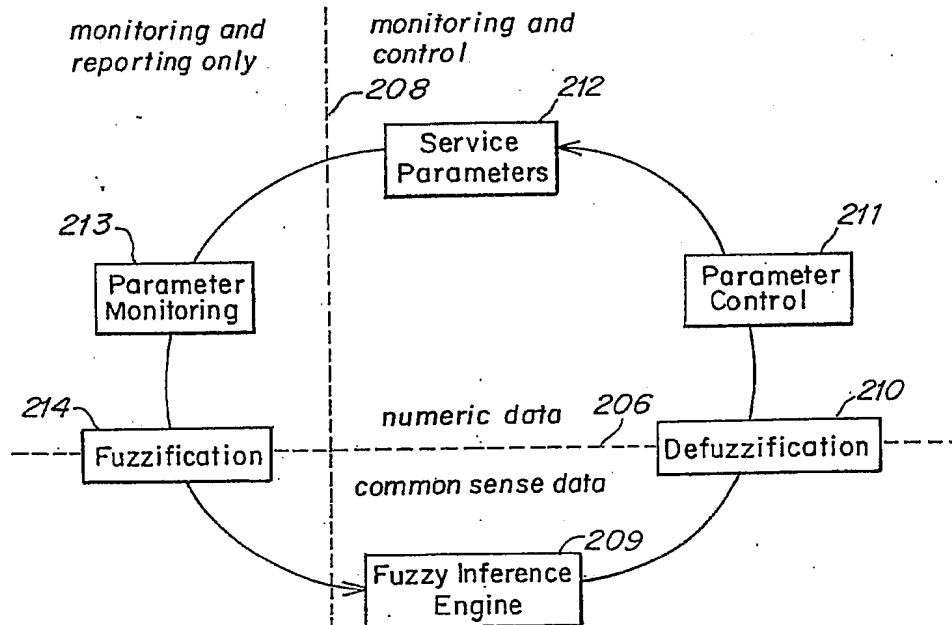 monitoring and
reporting only
monitoring and
control
208
212
Service
Parameters
213
211
Parameter
Monitoring
Parameter
Control
214
210
numeric data
206
Fuzzification
Defuzzification
common sense data
209
Fuzzy Inference
Engine